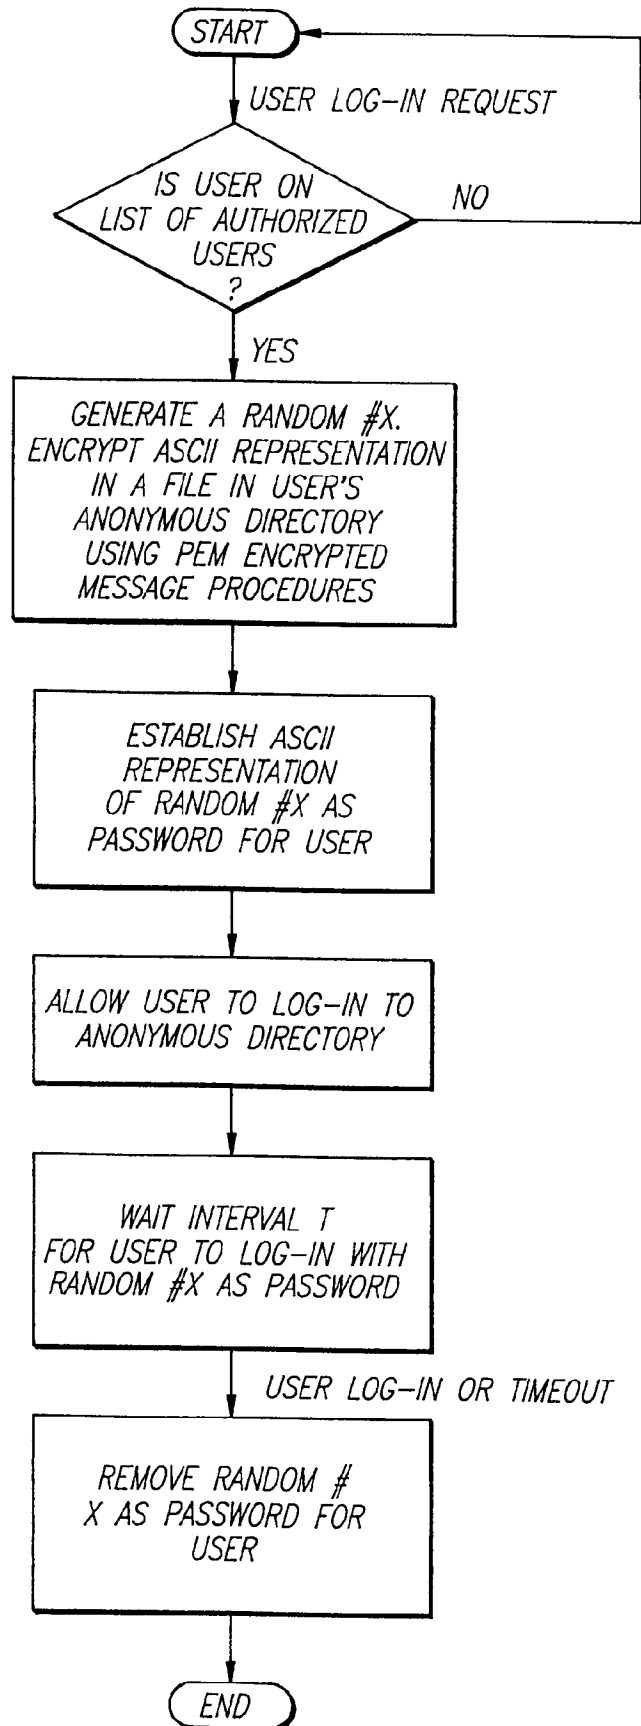 START
USER LOG-IN REQUEST
IS USER ON
LIST OF AUTHORIZED
USERS
?
NO
YES
GENERATE A RANDOM #X.
ENCRYPT ASCII REPRESENTATION
IN A FILE IN USER'S
ANONYMOUS DIRECTORY
USING PEM ENCRYPTED
MESSAGE PROCEDURES
ESTABLISH ASCII
REPRESENTATION
OF RANDOM #X AS
PASSWORD FOR USER
ALLOW USER TO LOG-IN TO
ANONYMOUS DIRECTORY
WAIT INTERVAL T
FOR USER TO LOG-IN WITH
RANDOM #X AS PASSWORD
USER LOG-IN OR TIMEOUT
REMOVE RANDOM #
X AS PASSWORD FOR
USER
END